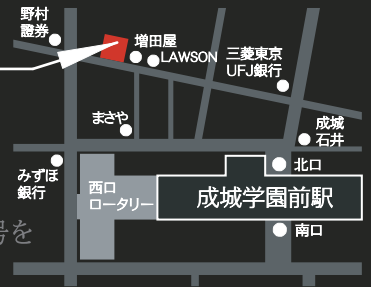 野村
證券
増田屋
LAWSON
三菱東京
UFJ銀行
まさや
成城
石井
みずほ
銀行
西口
ロータリー
北口
成城学園前駅
南口
号を